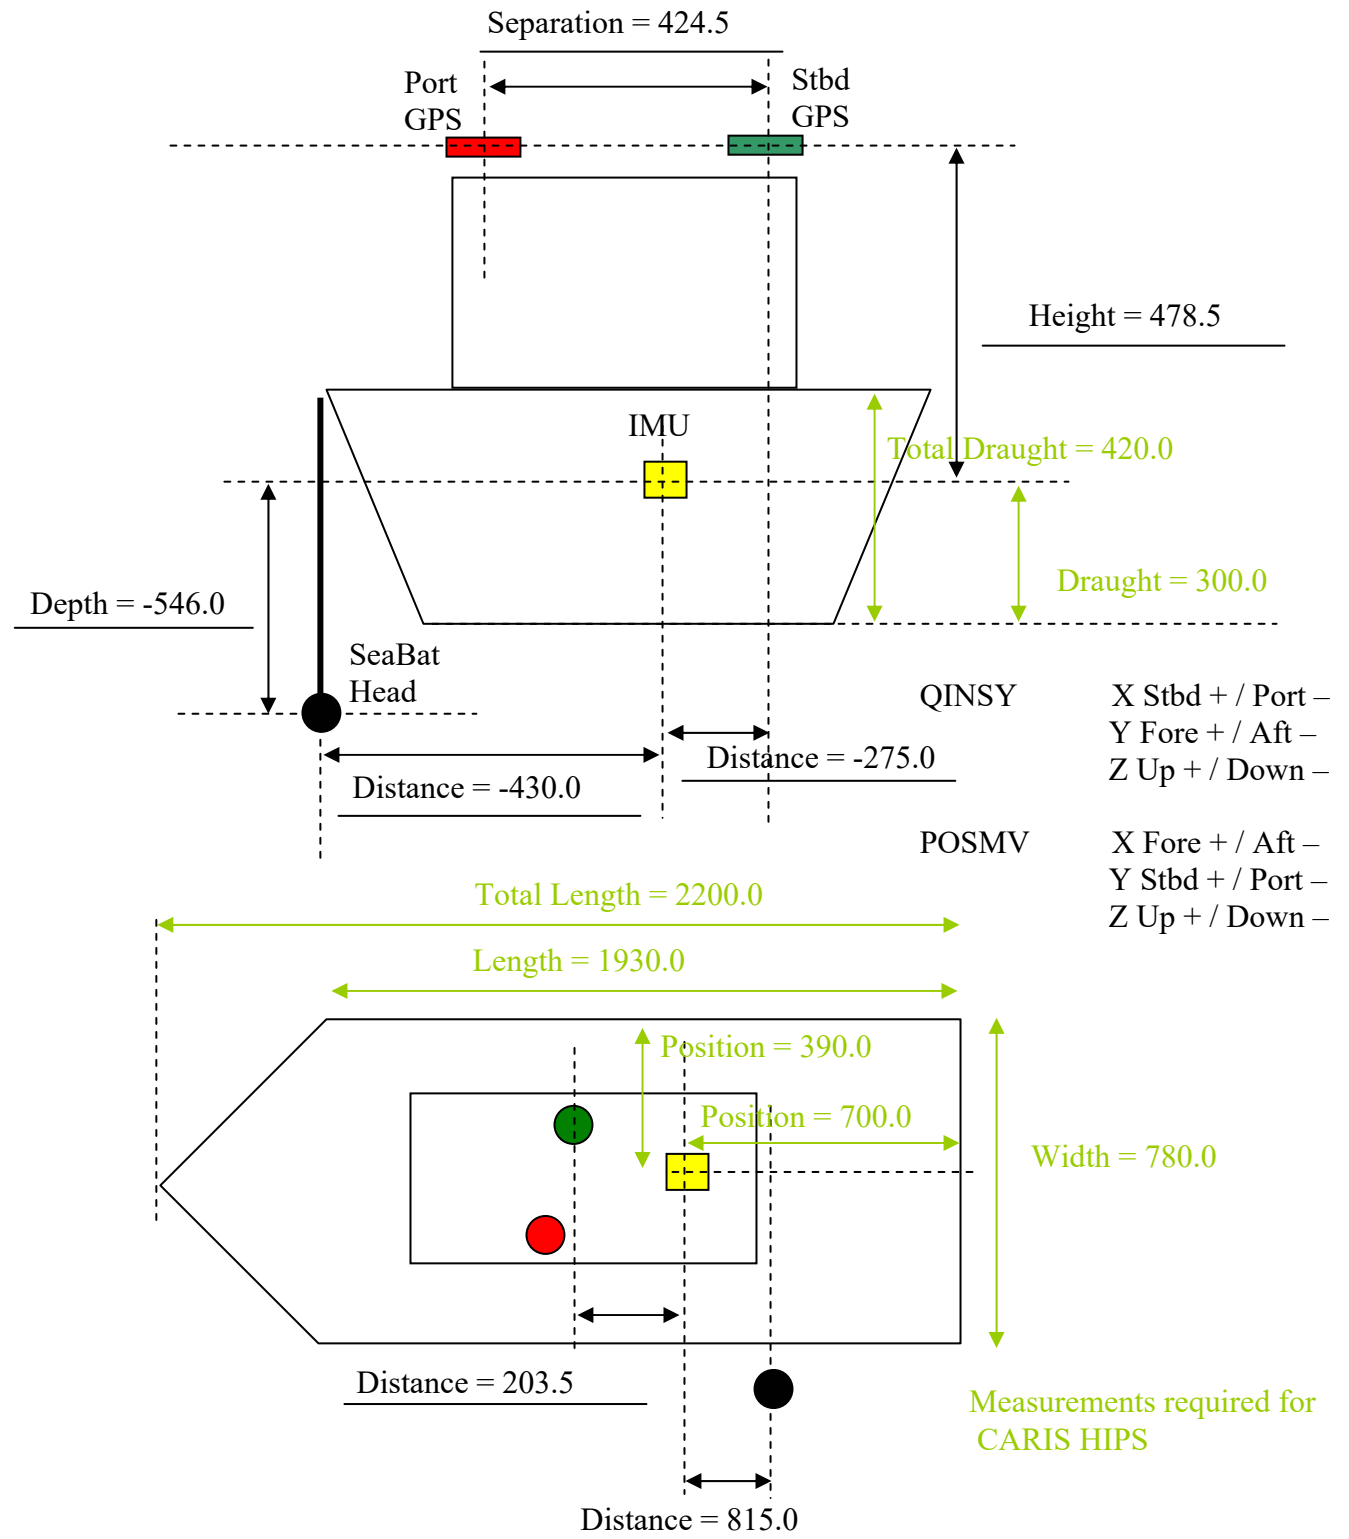 Separation = 424.5
Port
GPS
Stbd
GPS
Height = 478.5
IMU
Total Draught = 420.0
Draught = 300.0
Depth = -546.0
SeaBat
Head
QINSY X Stbd + / Port –
Y Fore + / Aft –
Z Up + / Down –
Distance = -275.0
Distance = -430.0
POSMV X Fore + / Aft –
Y Stbd + / Port –
Z Up + / Down –
Total Length = 2200.0
Length = 1930.0
Position = 390.0
Position = 700.0
Width = 780.0
Distance = 203.5
Measurements required for
CARIS HIPS
Distance = 815.0